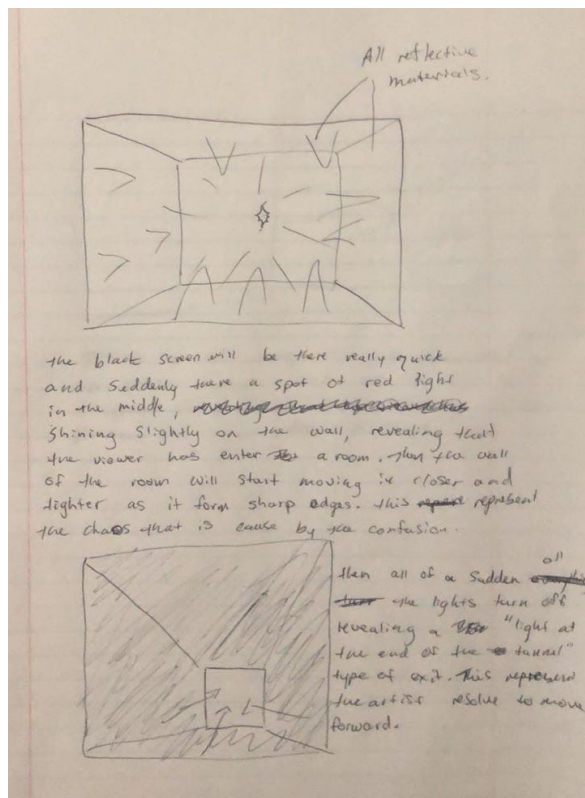 All reflective
materials.
the black screen will be there really quick
and Suddenly there a spot of red light
in the middle,
Shining slightly on the wall, revealing that
the viewer has enter a room. Then the wall
of the room will start moving in closer and
tighter as it form sharp edges. this represent
the chaos that is cause by the confusion.
then all of a sudden all
the lights turn off
revealing a "light at
the end of the tunnel"
type of exit. This represent
the artist resolve to move
forward.